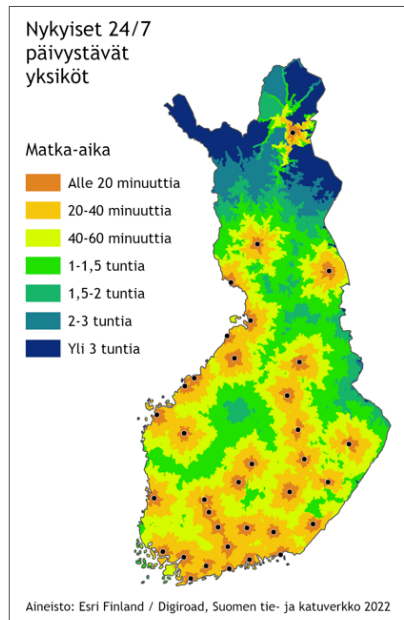 Nykyiset 24/7
päivystävät
yksiköt
Matka-aika
Alle 20 minuuttia
20-40 minuuttia
40-60 minuuttia
1-1,5 tuntia
1,5-2 tuntia
2-3 tuntia
Yli 3 tuntia
Aineisto: Esri Finland / Digiroad, Suomen tie- ja katuverkko 2022